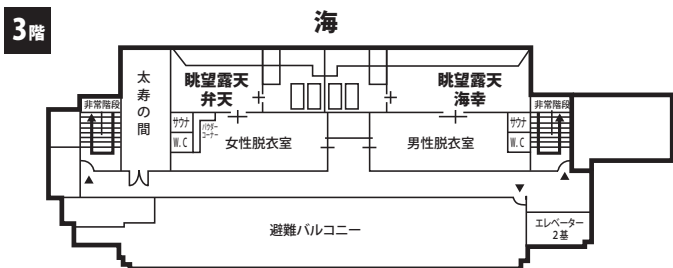 3階
海
太寿の間
眺望露天
弁天
眺望露天
海幸
非常階段
非常階段
サウナ
W.C
パウダー
コーナー
女性脱衣室
男性脱衣室
サウナ
W.C
避難バルコニー
エレベーター
2基